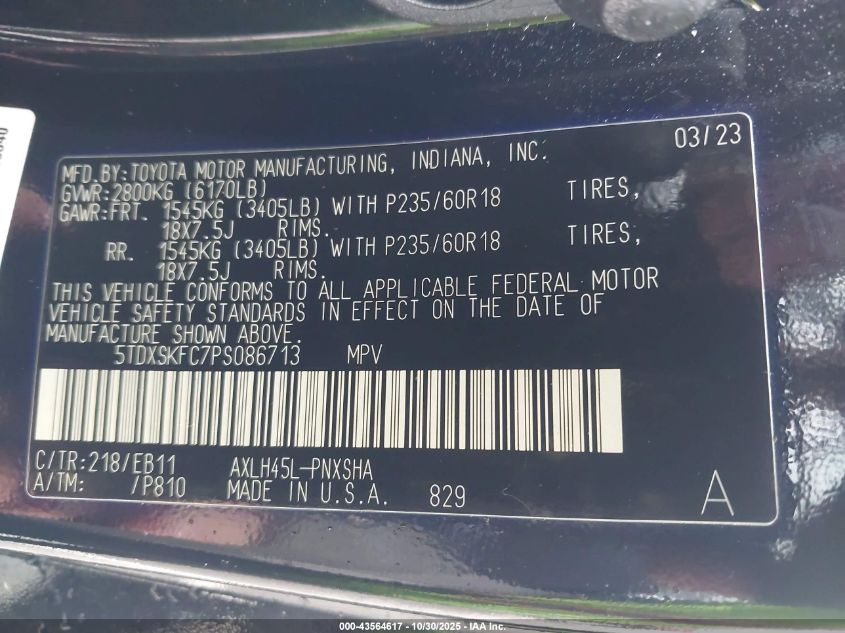 03/23
MFD.BY:TOYOTA MOTOR MANUFACTURING, INDIANA, INC.
GVWR:2800KG (6170LB)
GAWR:FRT. 1545KG (3405LB) WITH P235/60R18 TIRES,
18X7.5J RIMS.
RR. 1545KG (3405LB) WITH P235/60R18 TIRES,
18X7.5J RIMS.
THIS VEHICLE CONFORMS TO ALL APPLICABLE FEDERAL MOTOR
VEHICLE SAFETY STANDARDS IN EFFECT ON THE DATE OF
MANUFACTURE SHOWN ABOVE.
5TDXSKFC7PS086713 MPV
C/TR:218/EB11 AXLH45L-PNXSHA
A/TM: /P810 MADE IN U.S.A. 829 A
000-43564617 - 10/30/2025 - IAA Inc.